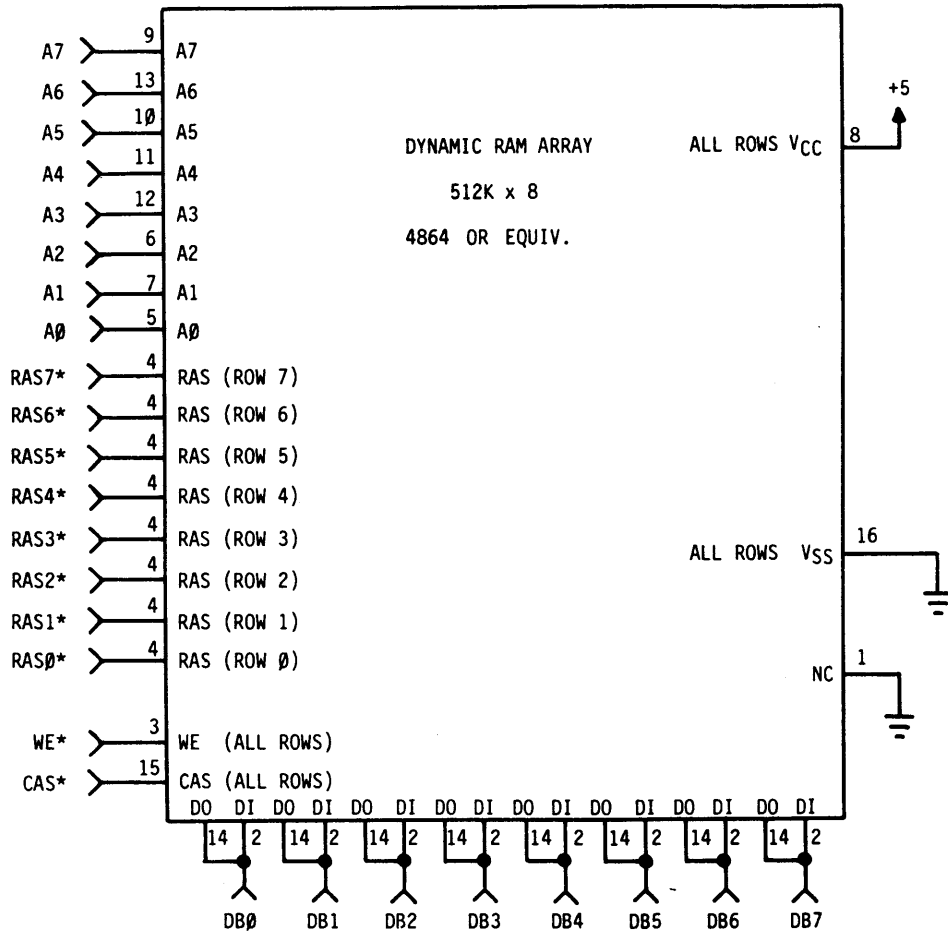 A7 9 A7
A6 13 A6
A5 1Ø A5
A4 11 A4
A3 12 A3
A2 6 A2
A1 7 A1
AØ 5 AØ
RAS7* 4 RAS (ROW 7)
RAS6* 4 RAS (ROW 6)
RAS5* 4 RAS (ROW 5)
RAS4* 4 RAS (ROW 4)
RAS3* 4 RAS (ROW 3)
RAS2* 4 RAS (ROW 2)
RAS1* 4 RAS (ROW 1)
RASØ* 4 RAS (ROW Ø)
WE* 3 WE (ALL ROWS)
CAS* 15 CAS (ALL ROWS)
DYNAMIC RAM ARRAY
512K x 8
4864 OR EQUIV.
+5
ALL ROWS VCC 8
ALL ROWS VSS 16
NC 1
DO DI DO DI DO DI DO DI DO DI DO DI DO DI DO DI
14 2 14 2 14 2 14 2 14 2 14 2 14 2 14 2
DBØ DB1 DB2 DB3 DB4 DB5 DB6 DB7